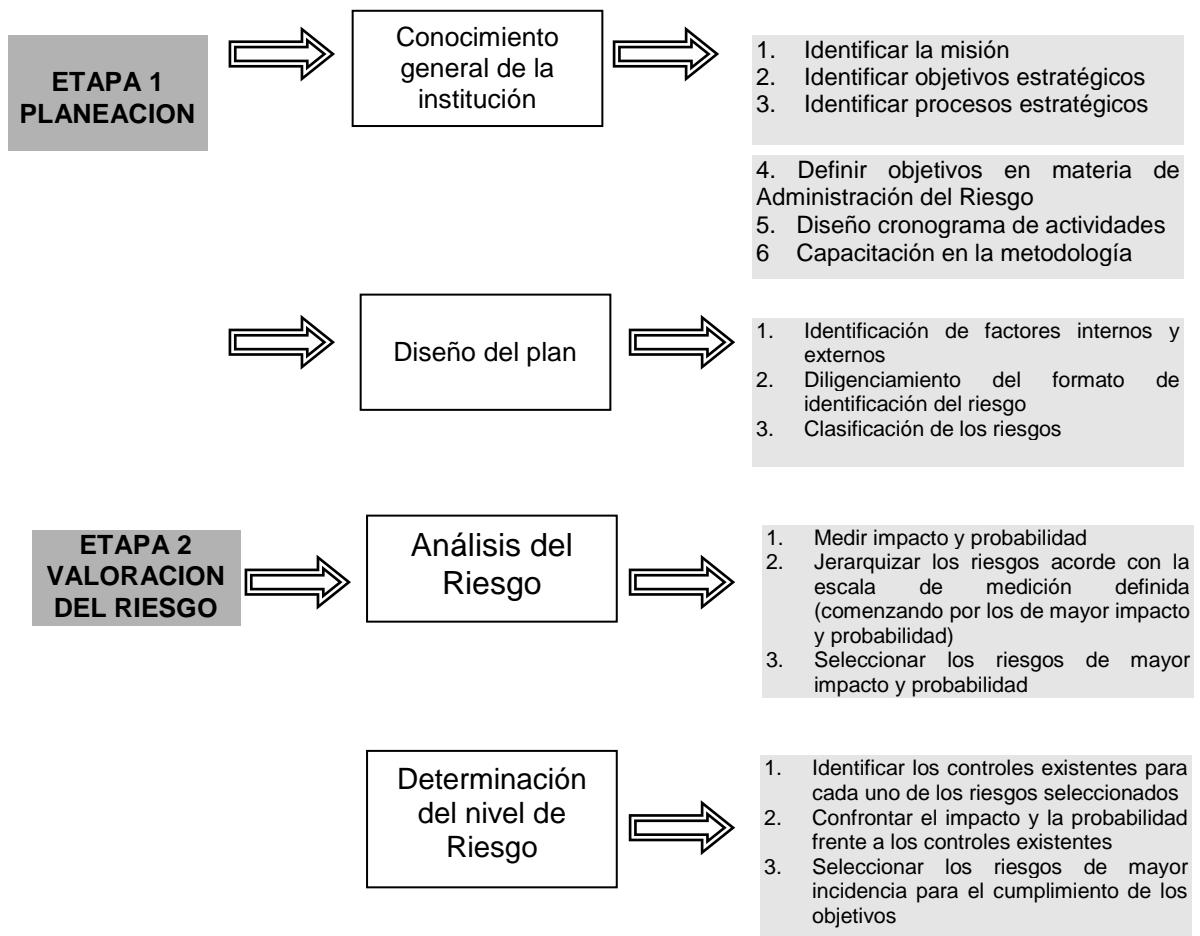 ETAPA 1
PLANEACION
Conocimiento
general de la
institución
1. Identificar la misión
2. Identificar objetivos estratégicos
3. Identificar procesos estratégicos
4. Definir objetivos en materia de
Administración del Riesgo
5. Diseño cronograma de actividades
6 Capacitación en la metodología
Diseño del plan
1. Identificación de factores internos y
externos
2. Diligenciamiento del formato de
identificación del riesgo
3. Clasificación de los riesgos
ETAPA 2
VALORACION
DEL RIESGO
Análisis del
Riesgo
1. Medir impacto y probabilidad
2. Jerarquizar los riesgos acorde con la
escala de medición definida
(comenzando por los de mayor impacto
y probabilidad)
3. Seleccionar los riesgos de mayor
impacto y probabilidad
Determinación
del nivel de
Riesgo
1. Identificar los controles existentes para
cada uno de los riesgos seleccionados
2. Confrontar el impacto y la probabilidad
frente a los controles existentes
3. Seleccionar los riesgos de mayor
incidencia para el cumplimiento de los
objetivos